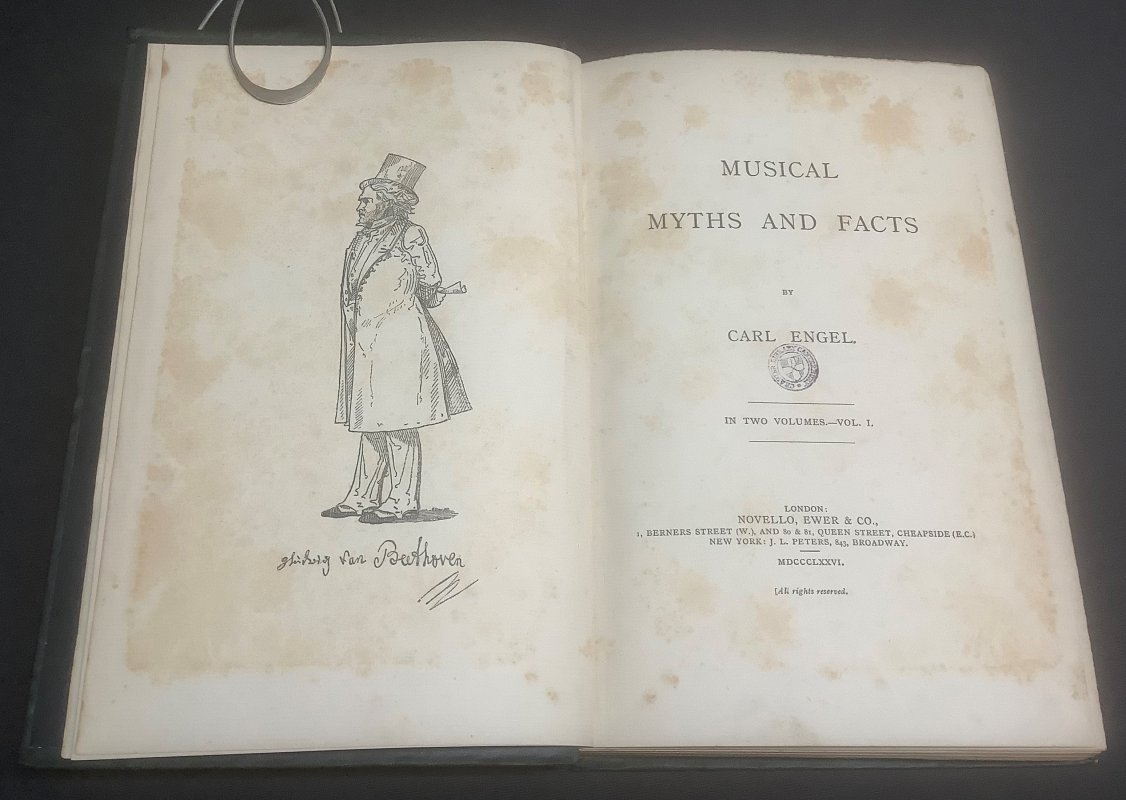 Ludwig van Beethoven
MUSICAL
MYTHS AND FACTS
BY
CARL ENGEL.
IN TWO VOLUMES.—VOL. I.
LONDON:
NOVELLO, EWER & CO.,
1, BERNERS STREET (W.), AND 80 & 81, QUEEN STREET, CHEAPSIDE (E.C.)
NEW YORK: J. L. PETERS, 843, BROADWAY.
MDCCCLXXVI.
[All rights reserved.